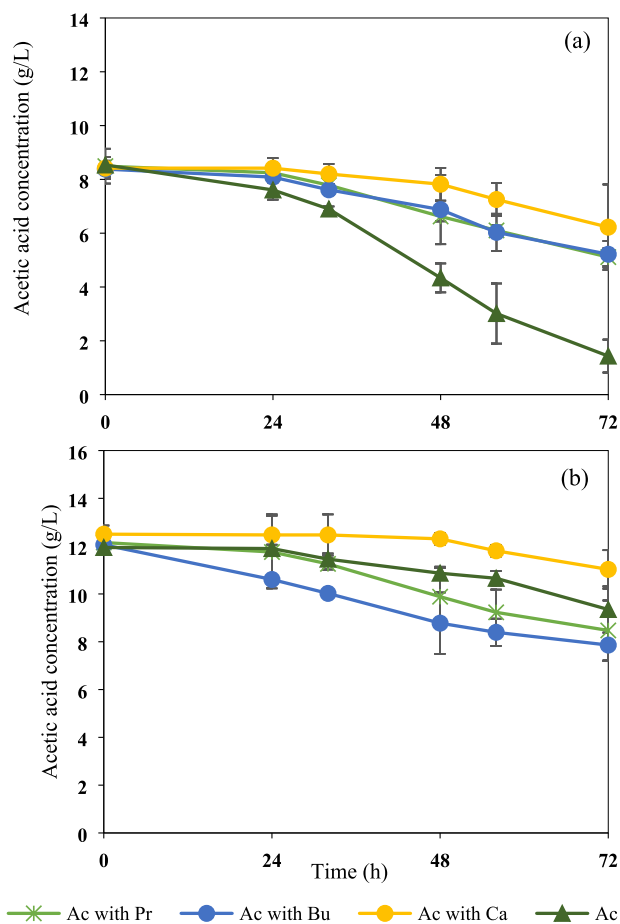 14
(a)
12
10
8
6
4
2
0
Acetic acid concentration (g/L)
0 24 48 72
16
(b)
14
12
10
8
6
4
2
0
Acetic acid concentration (g/L)
0 24 48 72
Time (h)
Ac with Pr Ac with Bu Ac with Ca Ac